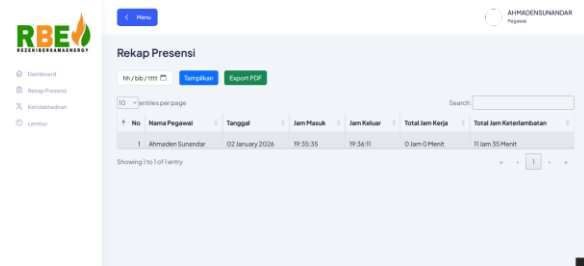 RBE
REZEKIBERSAMAENERGY
Dashboard
Rekap Presensi
Ketidakhadiran
Lembur
< Menu
AHMADENSUNANDAR
Pegawai
Rekap Presensi
hh / bb / tttt
Tampilkan
Export PDF
10 entries per page
Search:
No Nama Pegawai Tanggal Jam Masuk Jam Keluar Total Jam Kerja Total Jam Keterlambatan
1 Ahmaden Sunandar 02 January 2026 19:35:35 19:36:11 0 Jam 0 Menit 11 Jam 35 Menit
Showing 1 to 1 of 1 entry
« ‹ 1 › »